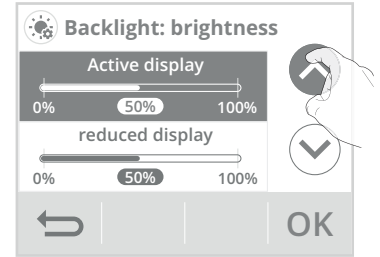 Backlight: brightness
Active display
0% 50% 100%
reduced display
0% 50% 100%
OK